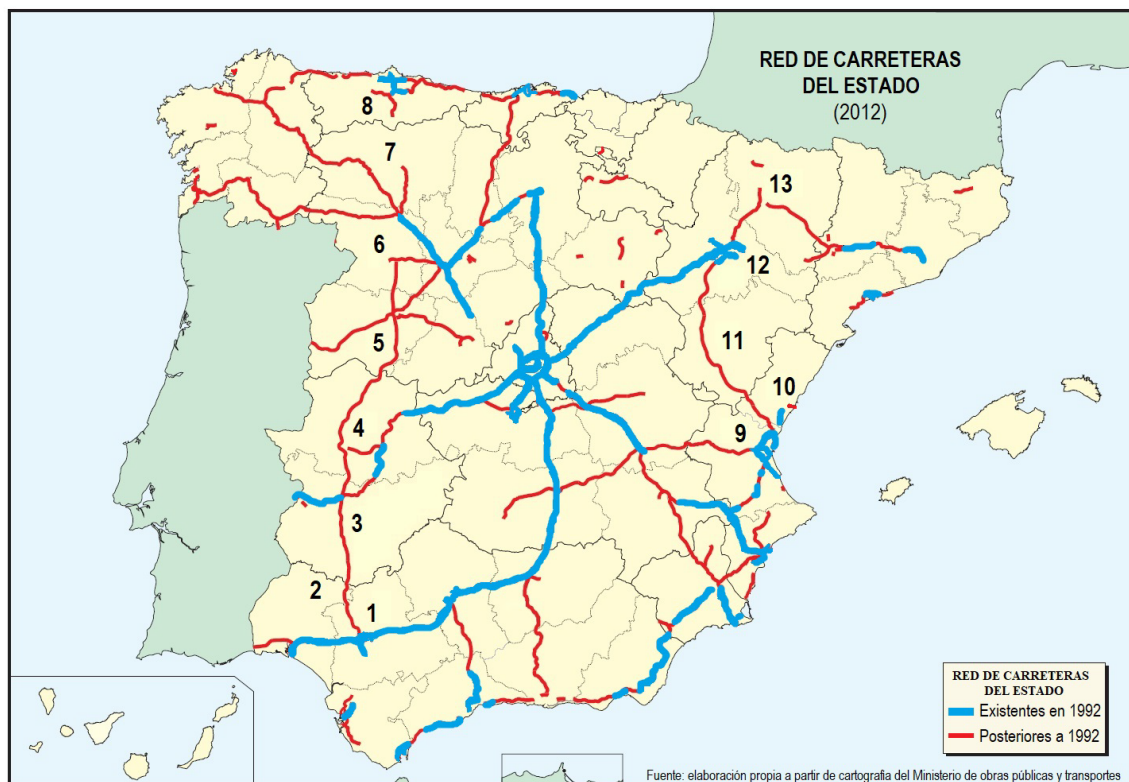 RED DE CARRETERAS
DEL ESTADO
(2012)
8
7
13
6
12
5
11
10
4
9
3
2
1
RED DE CARRETERAS
DEL ESTADO
Existentes en 1992
Posteriores a 1992
Fuente: elaboración propia a partir de cartografia del Ministerio de obras públicas y transportes